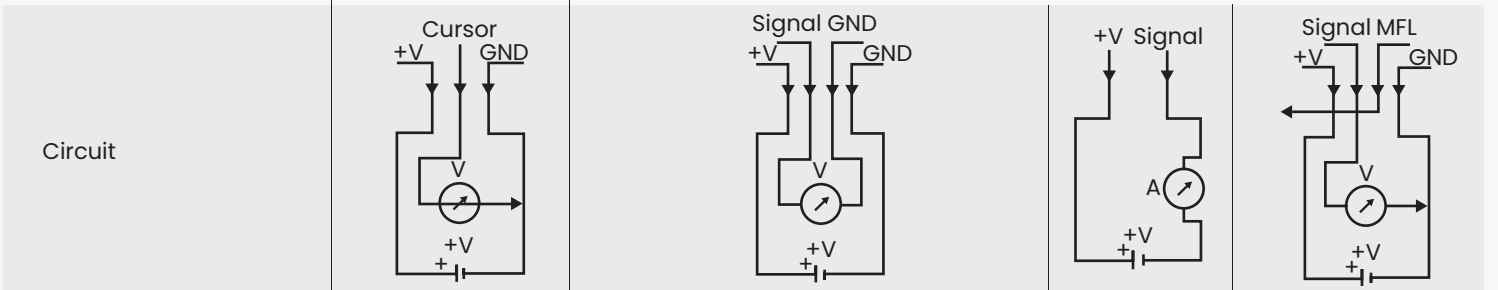 Circuit
Cursor
+V GND
V
+V
+
Signal GND
+V GND
V
+V
+
+V Signal
A
+V
+
Signal MFL
+V GND
V
+V
+